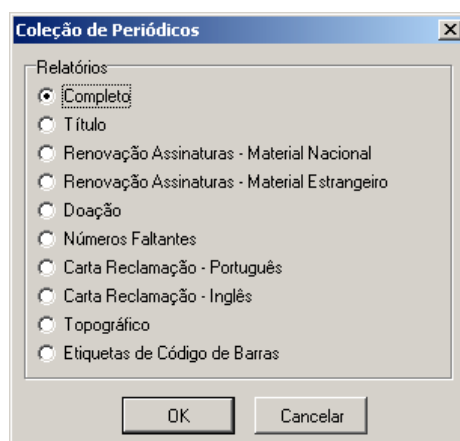 Coleção de Periódicos
Relatórios
Completo
Título
Renovação Assinaturas - Material Nacional
Renovação Assinaturas - Material Estrangeiro
Doação
Números Faltantes
Carta Reclamação - Português
Carta Reclamação - Inglês
Topográfico
Etiquetas de Código de Barras
OK Cancelar